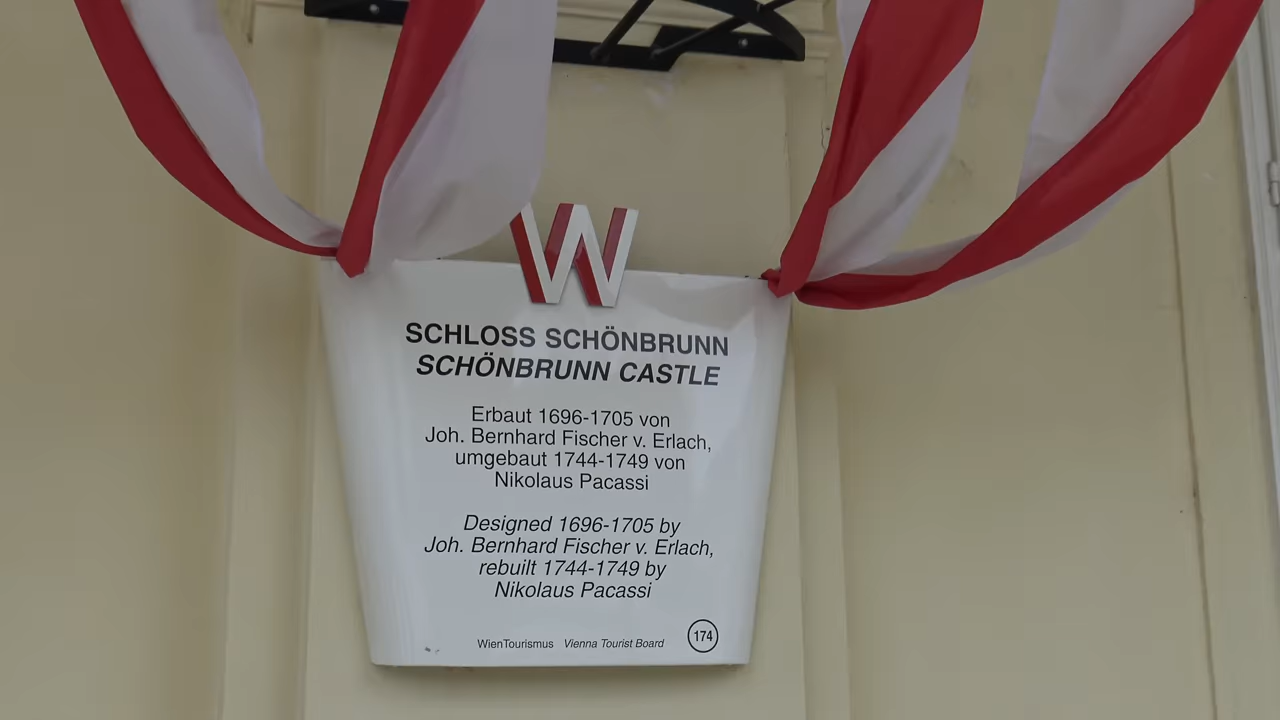 W
SCHLOSS SCHÖNBRUNN
SCHÖNBRUNN CASTLE
Erbaut 1696-1705 von
Joh. Bernhard Fischer v. Erlach,
umgebaut 1744-1749 von
Nikolaus Pacassi
Designed 1696-1705 by
Joh. Bernhard Fischer v. Erlach,
rebuilt 1744-1749 by
Nikolaus Pacassi
WienTourismus Vienna Tourist Board 174